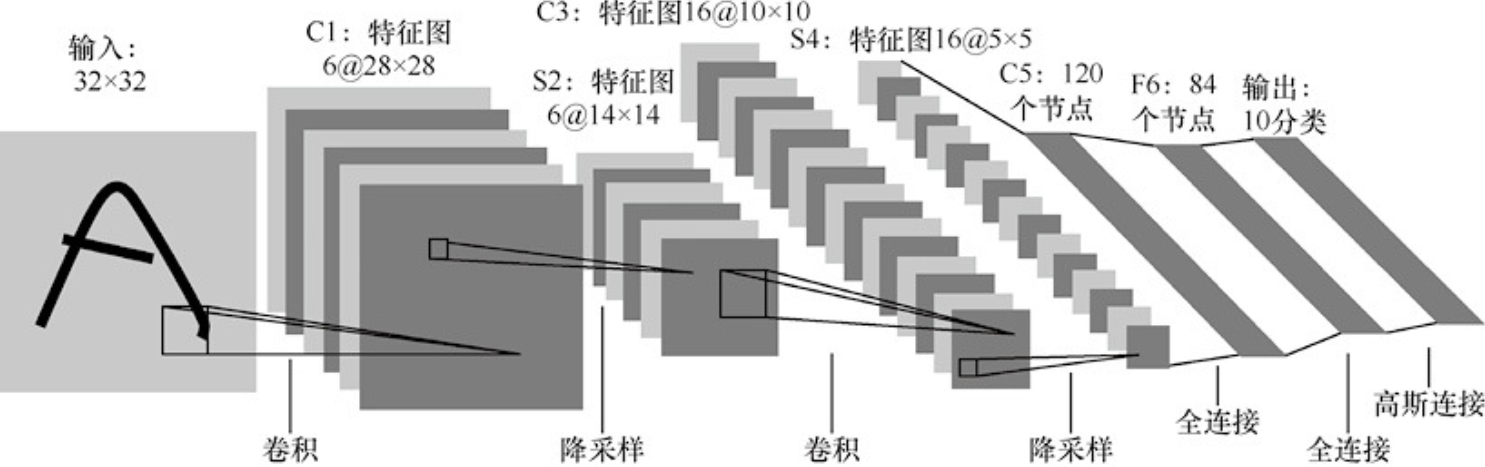 输入：
32×32
C1：特征图
6@28×28
S2：特征图
6@14×14
C3：特征图16@10×10
S4：特征图16@5×5
C5：120
个节点
F6：84
个节点
输出：
10分类
卷积
降采样
卷积
降采样
全连接
全连接
高斯连接